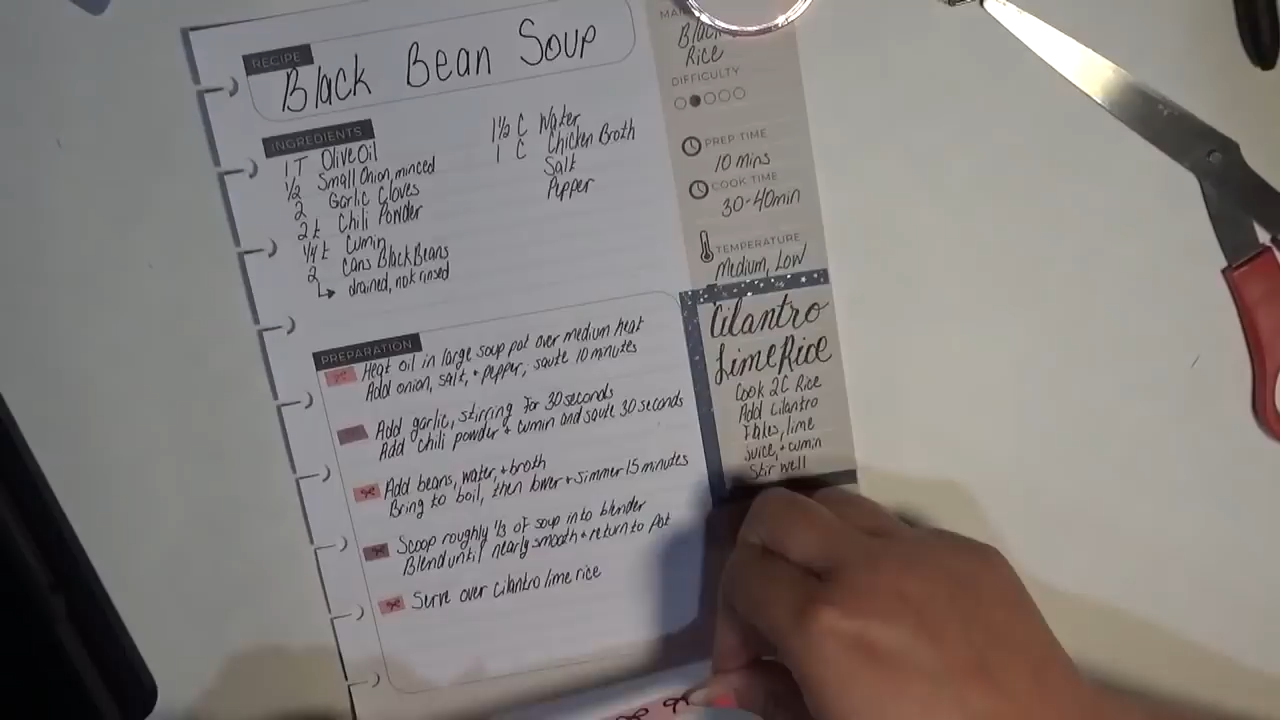 RECIPE
Black Bean Soup
INGREDIENTS
1 T Olive Oil
1/2 Small Onion, minced
2 Garlic Cloves
2 t Chili Powder
1/4 t Cumin
2 Cans Black Beans
drained, not rinsed
1 1/2 C Water
1 C Chicken Broth
Salt
Pepper
Rice
DIFFICULTY
PREP TIME
10 mins
COOK TIME
30-40min
TEMPERATURE
Medium, Low
Cilantro
Lime Rice
Cook 2C Rice
Add Cilantro
Flakes, lime
juice, + cumin
Stir well
PREPARATION
Heat oil in large soup pot over medium heat
Add onion, salt, + pepper, saute 10 minutes
Add garlic, stirring for 30 seconds
Add chili powder + cumin and saute 30 seconds
Add beans, water, + broth
Bring to boil, then lower + simmer 15 minutes
Scoop roughly 1/3 of soup into blender
Blend until nearly smooth + return to pot
Serve over cilantro lime rice